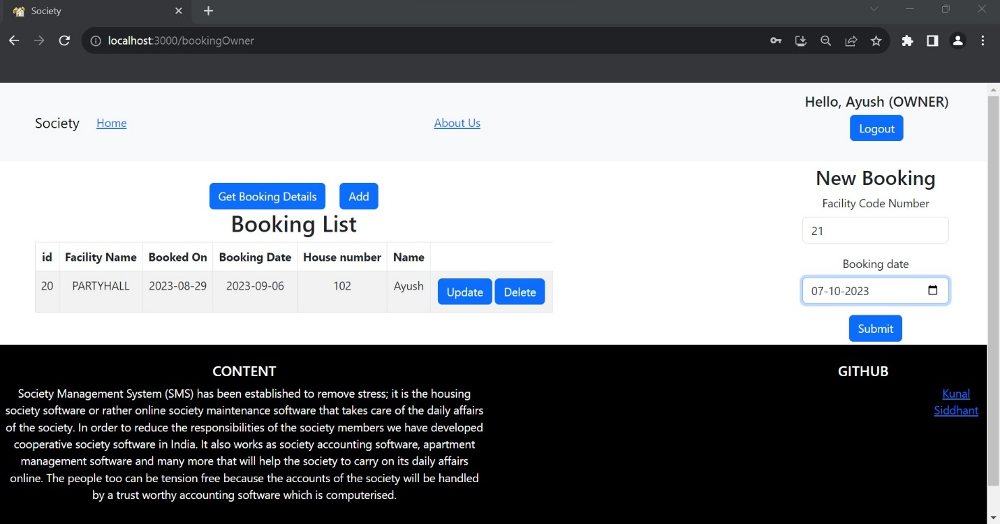 Society
localhost:3000/bookingOwner
Hello, Ayush (OWNER)
Society Home About Us
Logout
New Booking
Get Booking Details Add
Facility Code Number
Booking List
21
id Facility Name Booked On Booking Date House number Name
Booking date
20 PARTYHALL 2023-08-29 2023-09-06 102 Ayush Update Delete
07-10-2023
Submit
CONTENT
Society Management System (SMS) has been established to remove stress; it is the housing
society software or rather online society maintenance software that takes care of the daily affairs
of the society. In order to reduce the responsibilities of the society members we have developed
cooperative society software in India. It also works as society accounting software, apartment
management software and many more that will help the society to carry on its daily affairs
online. The people too can be tension free because the accounts of the society will be handled
by a trust worthy accounting software which is computerised.
GITHUB
Kunal
Siddhant